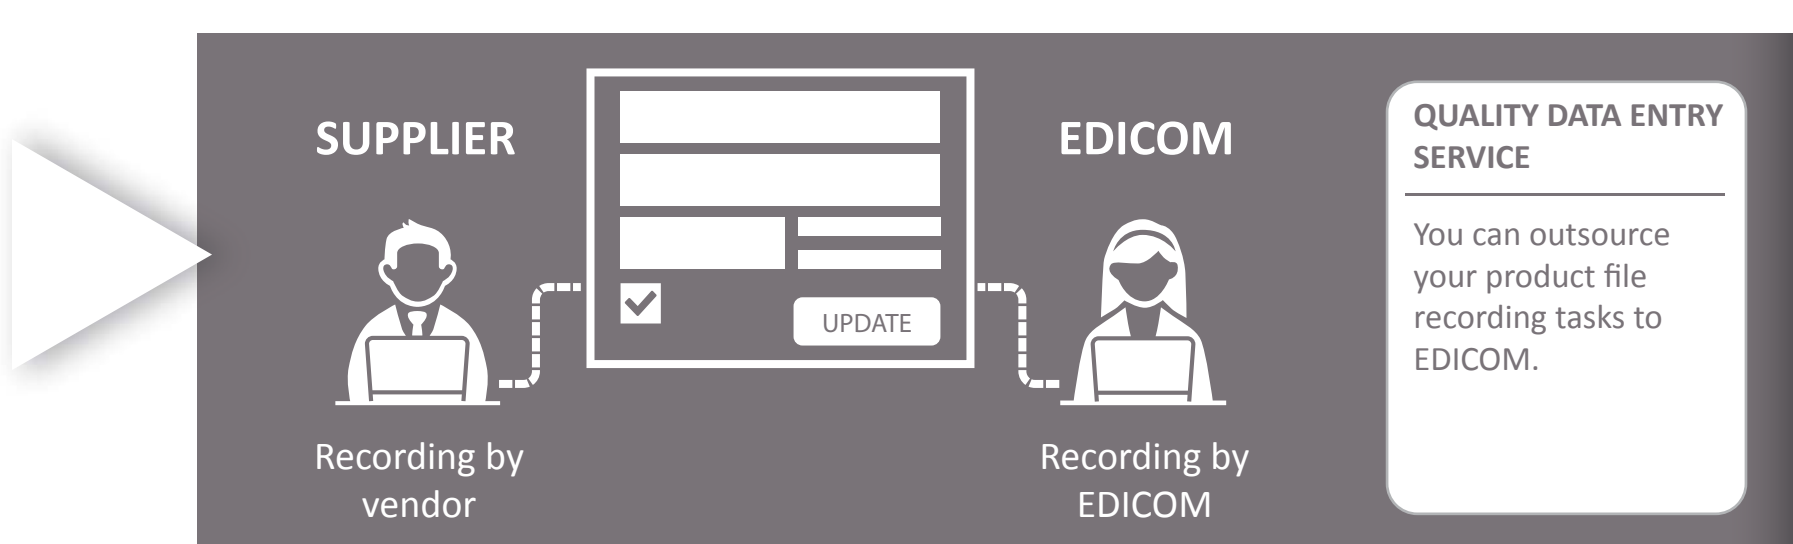 SUPPLIER
Recording by
vendor
UPDATE
EDICOM
Recording by
EDICOM
QUALITY DATA ENTRY
SERVICE
You can outsource
your product file
recording tasks to
EDICOM.